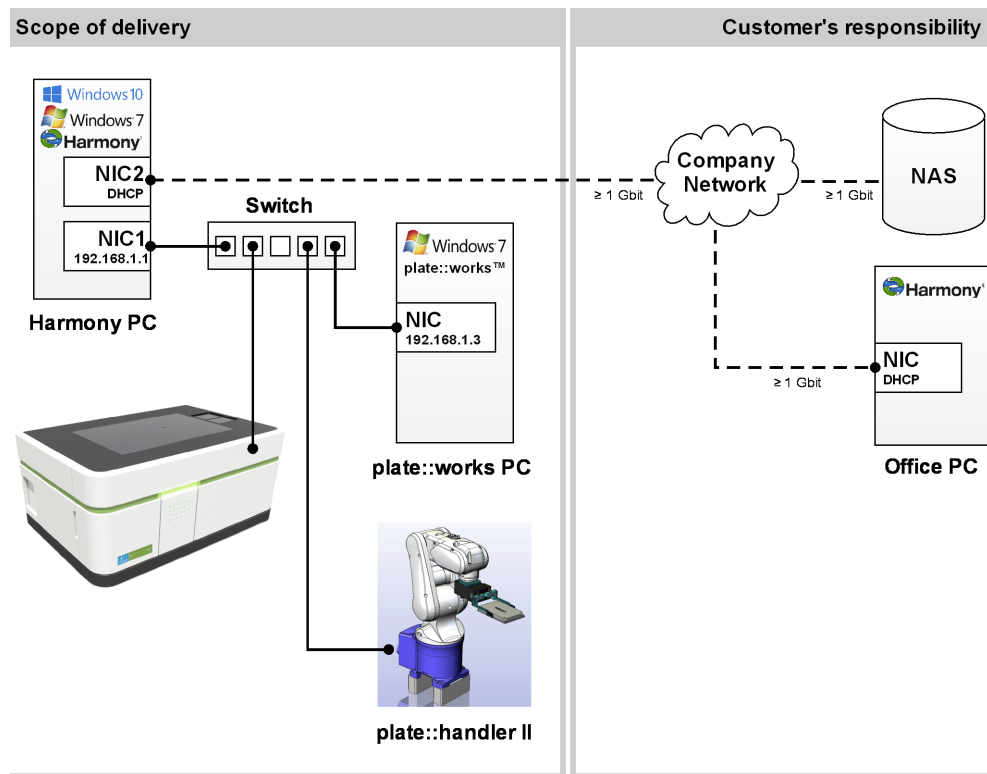 Scope of delivery
Customer's responsibility
Windows 10
Windows 7
Harmony
NIC2
DHCP
NIC1
192.168.1.1
Harmony PC
Switch
Windows 7
plate::works™
NIC
192.168.1.3
plate::works PC
plate::handler II
≥ 1 Gbit
Company
Network
≥ 1 Gbit
NAS
≥ 1 Gbit
Harmony
NIC
DHCP
Office PC